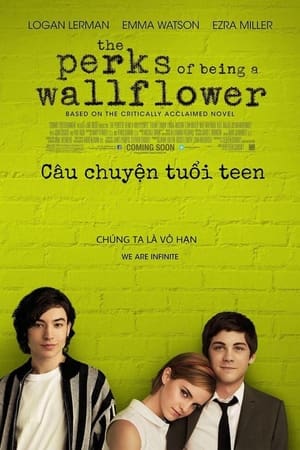 LOGAN LERMAN EMMA WATSON EZRA MILLER
the
perks of being a
wallflower
BASED ON THE CRITICALLY ACCLAIMED NOVEL
COMING SOON
Câu chuyện tuổi teen
CHÚNG TA LÀ VÔ HẠN
WE ARE INFINITE